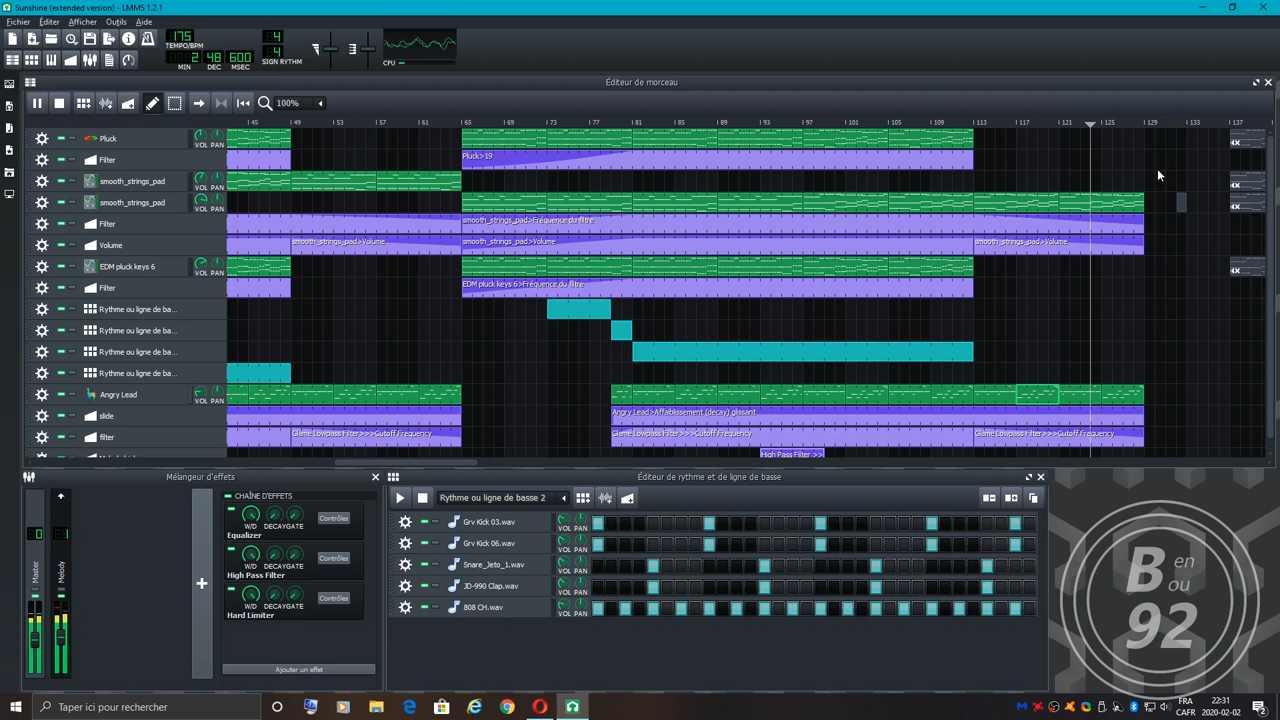 Sunshine (extended version) - LMMS 1.2.1
Fichier Éditer Afficher Outils Aide
175 TEMPO/BPM
2 MIN 48 DEC 600 MSEC
4 4 SIGN RYTHM
CPU
Éditeur de morceau
100%
45 49 53 57 61 65 69 73 77 81 85 89 93 97 101 105 109 113 117 121 125 129 133 137
Pluck VOL PAN
Filter Pluck>19
smooth_strings_pad VOL PAN
smooth_strings_pad VOL PAN
Filter smooth_strings_pad>Fréquence du filtre
Volume smooth_strings_pad>Volume smooth_strings_pad>Volume smooth_strings_pad>Volume
EDM pluck keys 6 VOL PAN
Filter EDM pluck keys 6>Fréquence du filtre
Rythme ou ligne de ba...
Rythme ou ligne de ba...
Rythme ou ligne de ba...
Rythme ou ligne de ba...
Angry Lead VOL PAN
slide Angry Lead>Affaiblissement (decay) glissant
filter Glame Lowpass Filter>>>Cutoff Frequency Glame Lowpass Filter>>>Cutoff Frequency Glame Lowpass Filter>>>Cutoff Frequency
High Pass Filter >>>
Mélangeur d'effets
Master
1
Melody
CHAÎNE D'EFFETS
W/D DECAY GATE Contrôles
Equalizer
W/D DECAY GATE Contrôles
High Pass Filter
W/D DECAY GATE Contrôles
Hard Limiter
Ajouter un effet
Éditeur de rythme et de ligne de basse
Rythme ou ligne de basse 2
Grv Kick 03.wav VOL PAN
Grv Kick 06.wav VOL PAN
Snare_Jeto_1.wav VOL PAN
JD-990 Clap.wav VOL PAN
808 CH.wav VOL PAN
B en
ou
92
Taper ici pour rechercher
FRA
CAFR
22:31
2020-02-02